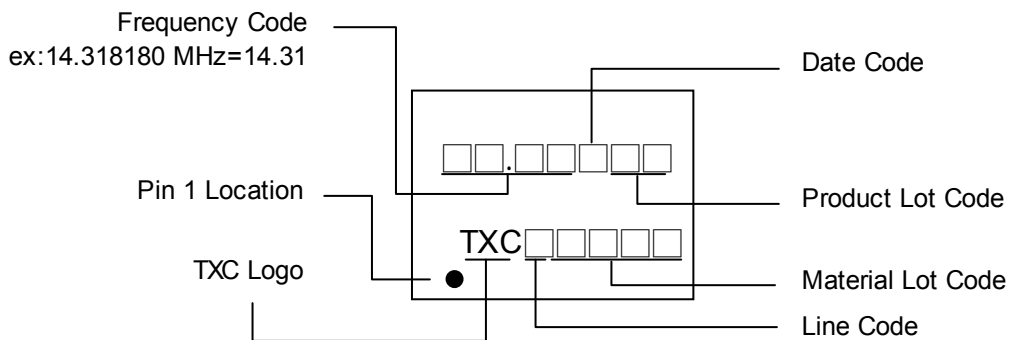 Frequency Code
ex:14.318180 MHz=14.31
Date Code
Pin 1 Location
Product Lot Code
TXC
TXC Logo
Material Lot Code
Line Code